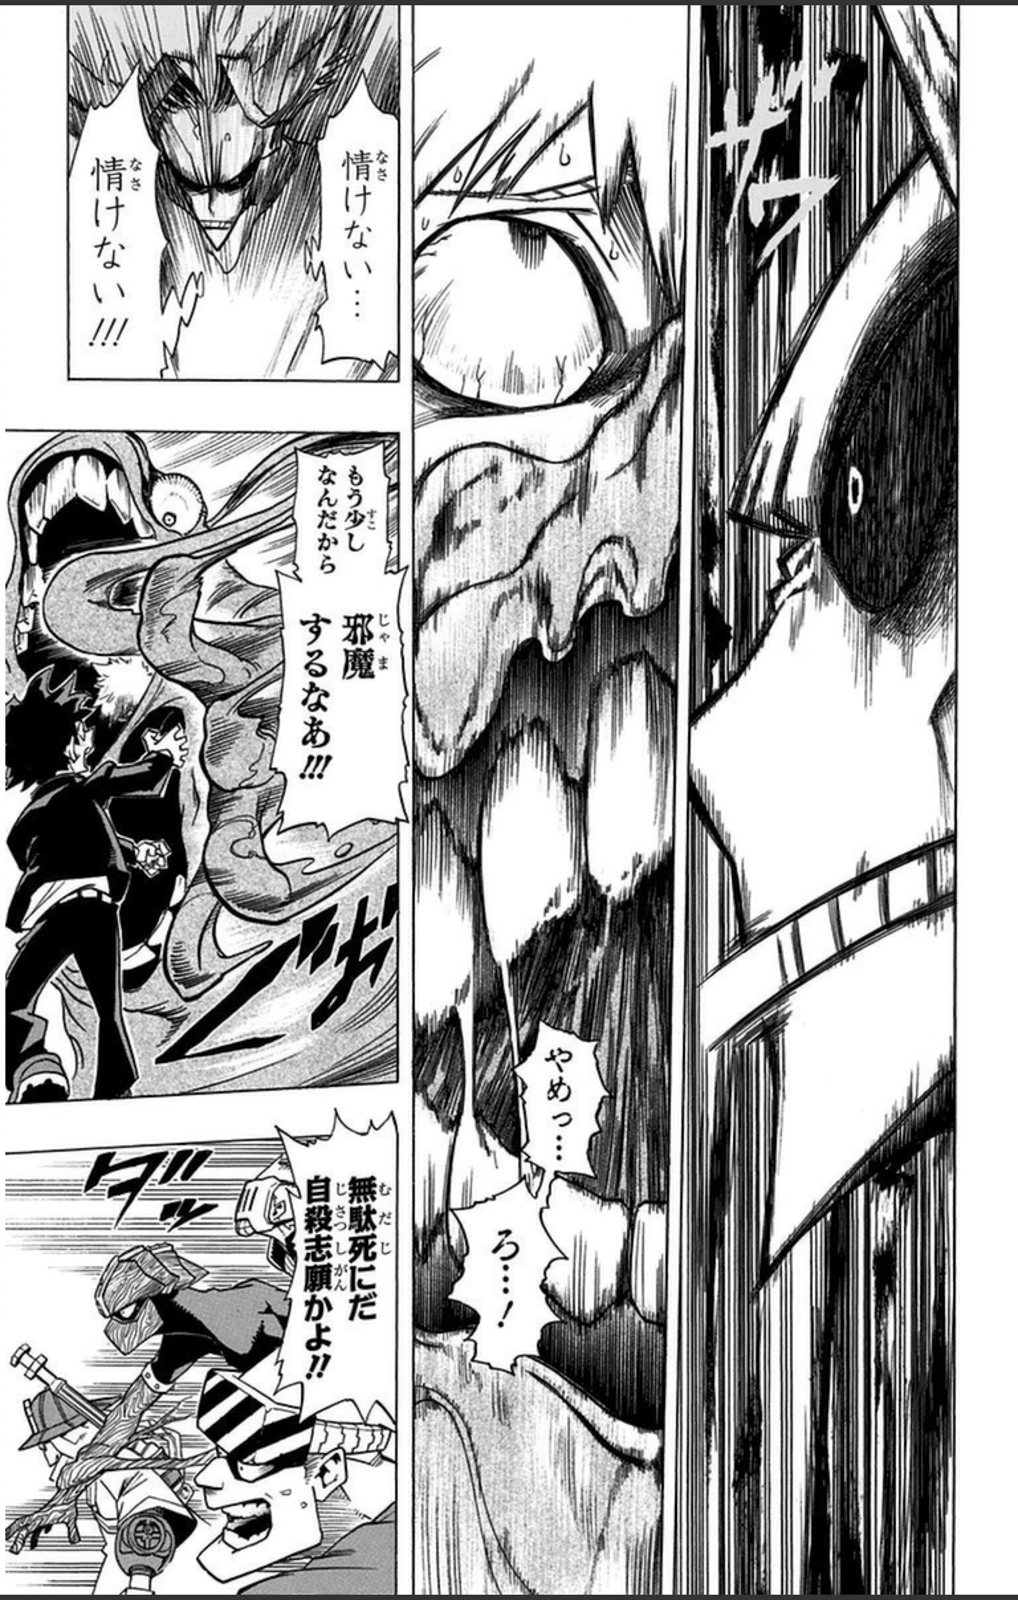 ザワ
やめっ…
ろ…!
情けない…
情けない!!!
もう少し
なんだから
邪魔
するなあ!!!
無駄死にだ
自殺志願かよ!!
ダッ